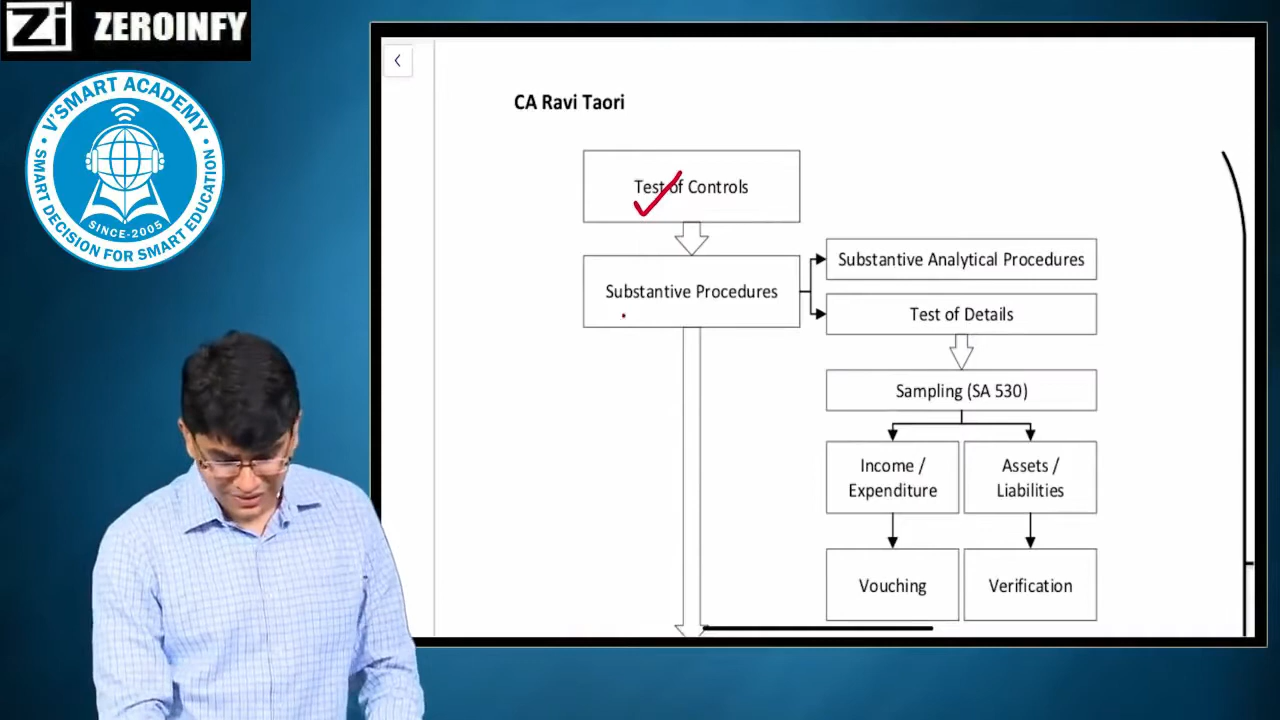 Zi ZEROINFY
V'SMART ACADEMY
SMART DECISION FOR SMART EDUCATION
SINCE-2005
<
CA Ravi Taori
Test of Controls
Substantive Procedures
Substantive Analytical Procedures
Test of Details
Sampling (SA 530)
Income /
Expenditure
Assets /
Liabilities
Vouching
Verification